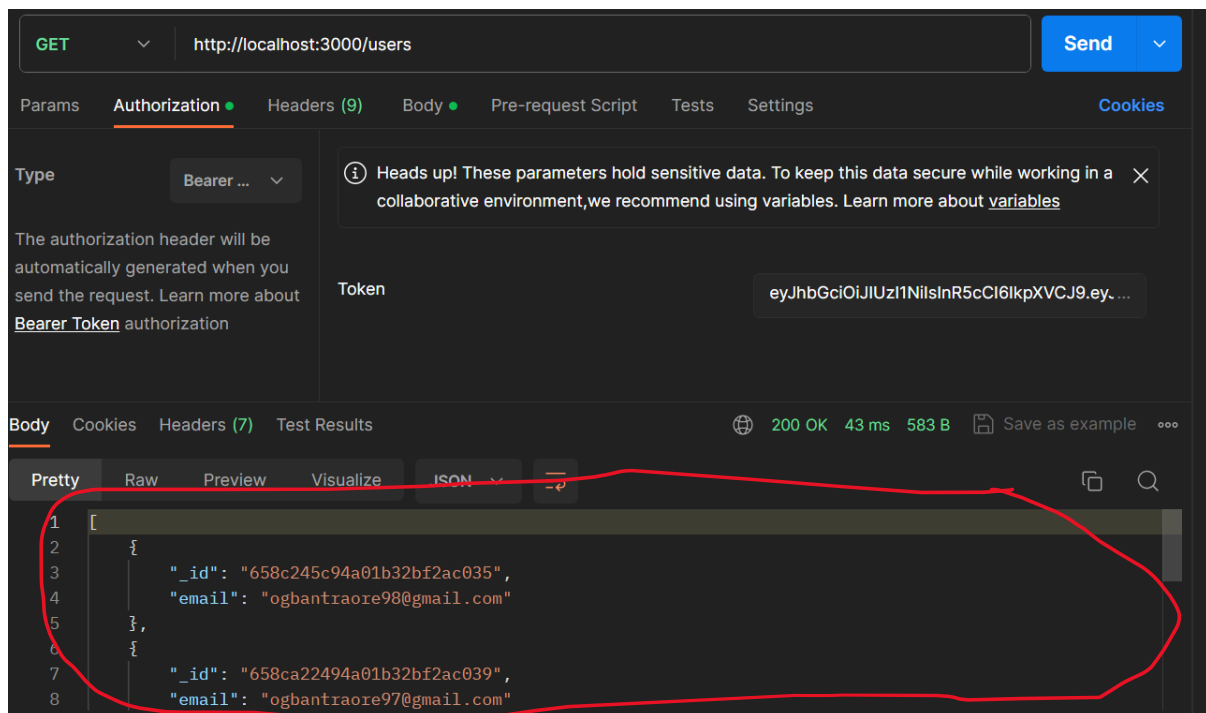 GET http://localhost:3000/users Send
Params Authorization Headers (9) Body Pre-request Script Tests Settings Cookies
Type Bearer ...
The authorization header will be
automatically generated when you
send the request. Learn more about
Bearer Token authorization
Heads up! These parameters hold sensitive data. To keep this data secure while working in a
collaborative environment,we recommend using variables. Learn more about variables
Token eyJhbGciOiJIUzI1NiIsInR5cCI6IkpXVCJ9.eyJ...
Body Cookies Headers (7) Test Results 200 OK 43 ms 583 B Save as example
Pretty Raw Preview Visualize JSON
1 [
2 {
3 "_id": "658c245c94a01b32bf2ac035",
4 "email": "ogbantraore98@gmail.com"
5 },
6 {
7 "_id": "658ca22494a01b32bf2ac039",
8 "email": "ogbantraore97@gmail.com"